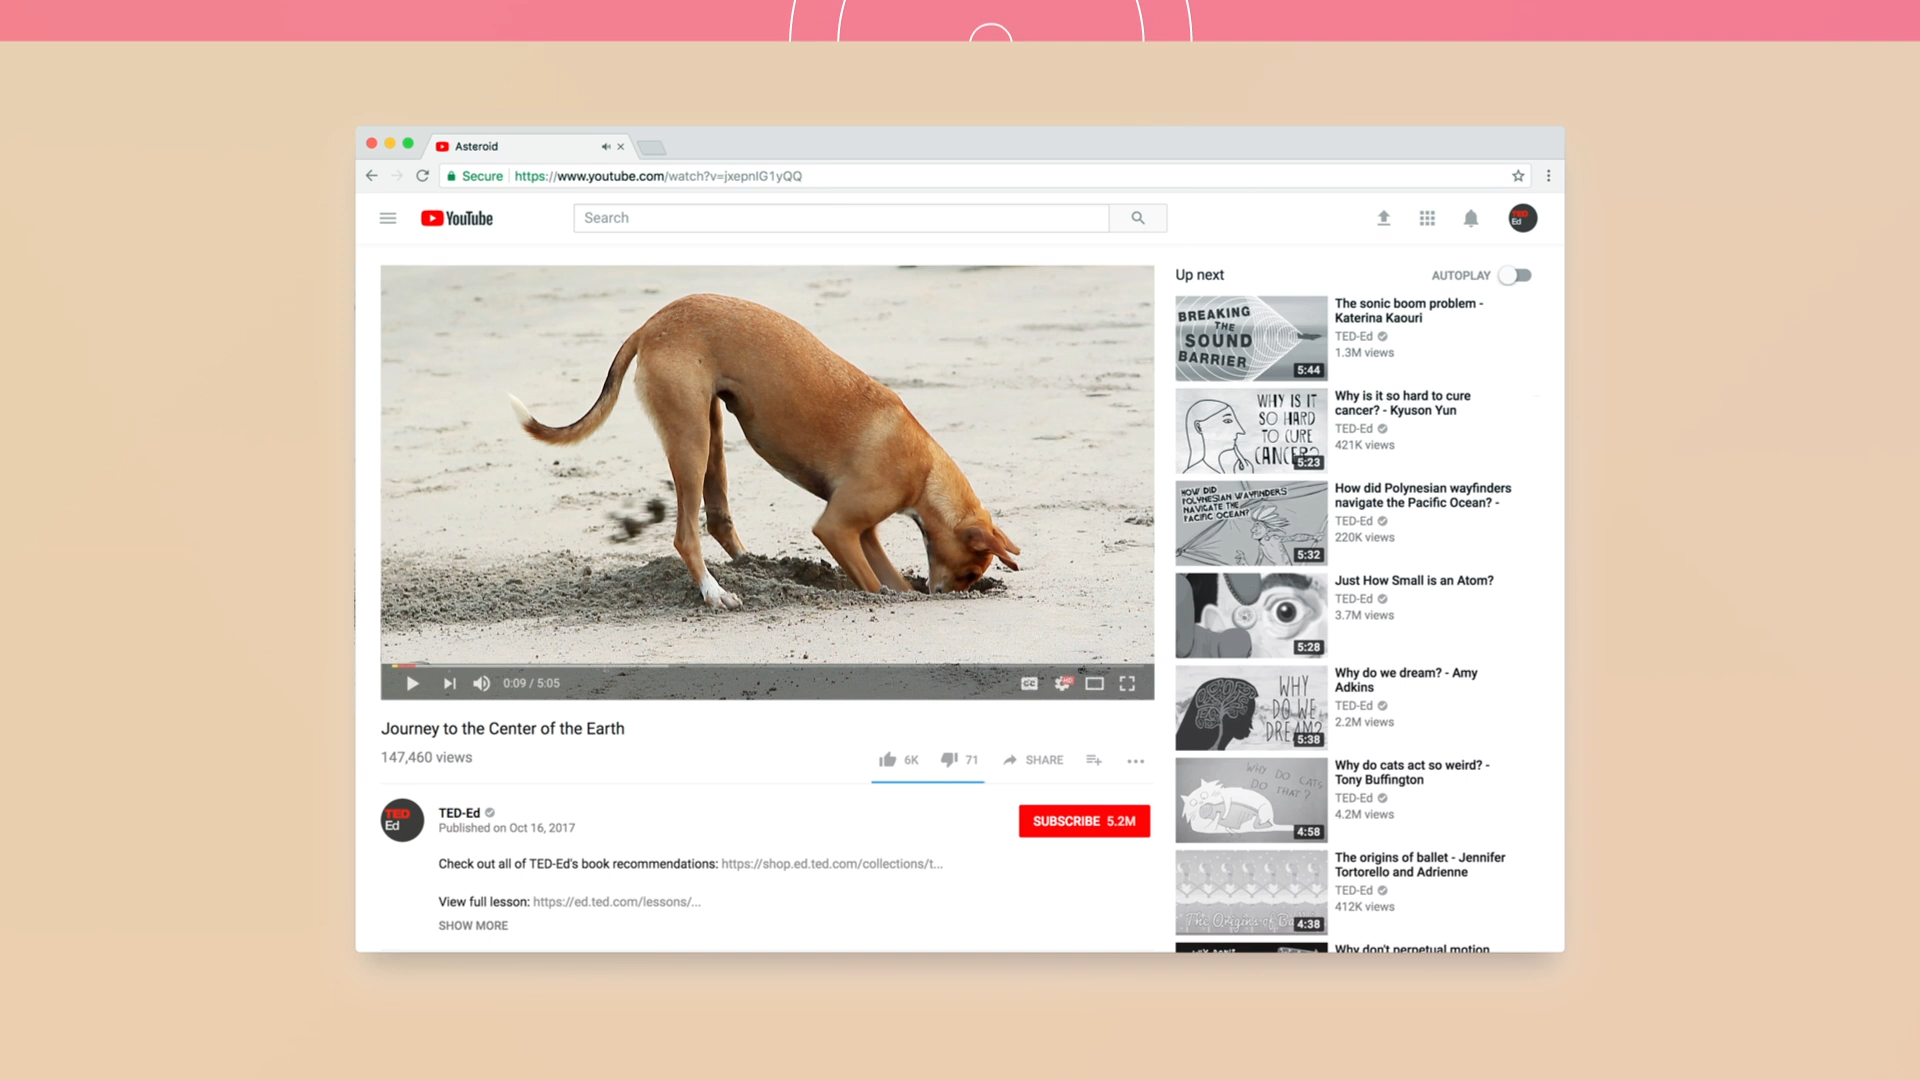 Asteroid
Secure https://www.youtube.com/watch?v=jxepnIG1yQQ
YouTube
Search
TED
Ed
Up next
AUTOPLAY
BREAKING
THE
SOUND
BARRIER
5:44
The sonic boom problem -
Katerina Kaouri
TED-Ed
1.3M views
WHY IS IT
SO HARD
TO CURE
CANCER?
5:23
Why is it so hard to cure
cancer? - Kyuson Yun
TED-Ed
421K views
HOW DID
POLYNESIAN WAYFINDERS
NAVIGATE THE
PACIFIC OCEAN?
5:32
How did Polynesian wayfinders
navigate the Pacific Ocean? -
TED-Ed
220K views
5:28
Just How Small is an Atom?
TED-Ed
3.7M views
WHY
DO WE
DREAM?
5:38
Why do we dream? - Amy
Adkins
TED-Ed
2.2M views
WHY DO CATS
DO THAT?
4:58
Why do cats act so weird? -
Tony Buffington
TED-Ed
4.2M views
The Origins of Ba
4:38
The origins of ballet - Jennifer
Tortorello and Adrienne
TED-Ed
412K views
Why don't perpetual motion
0:09 / 5:05
CC
HD
Journey to the Center of the Earth
147,460 views
6K
71
SHARE
TED
Ed
TED-Ed
Published on Oct 16, 2017
SUBSCRIBE 5.2M
Check out all of TED-Ed's book recommendations: https://shop.ed.ted.com/collections/t...
View full lesson: https://ed.ted.com/lessons/...
SHOW MORE